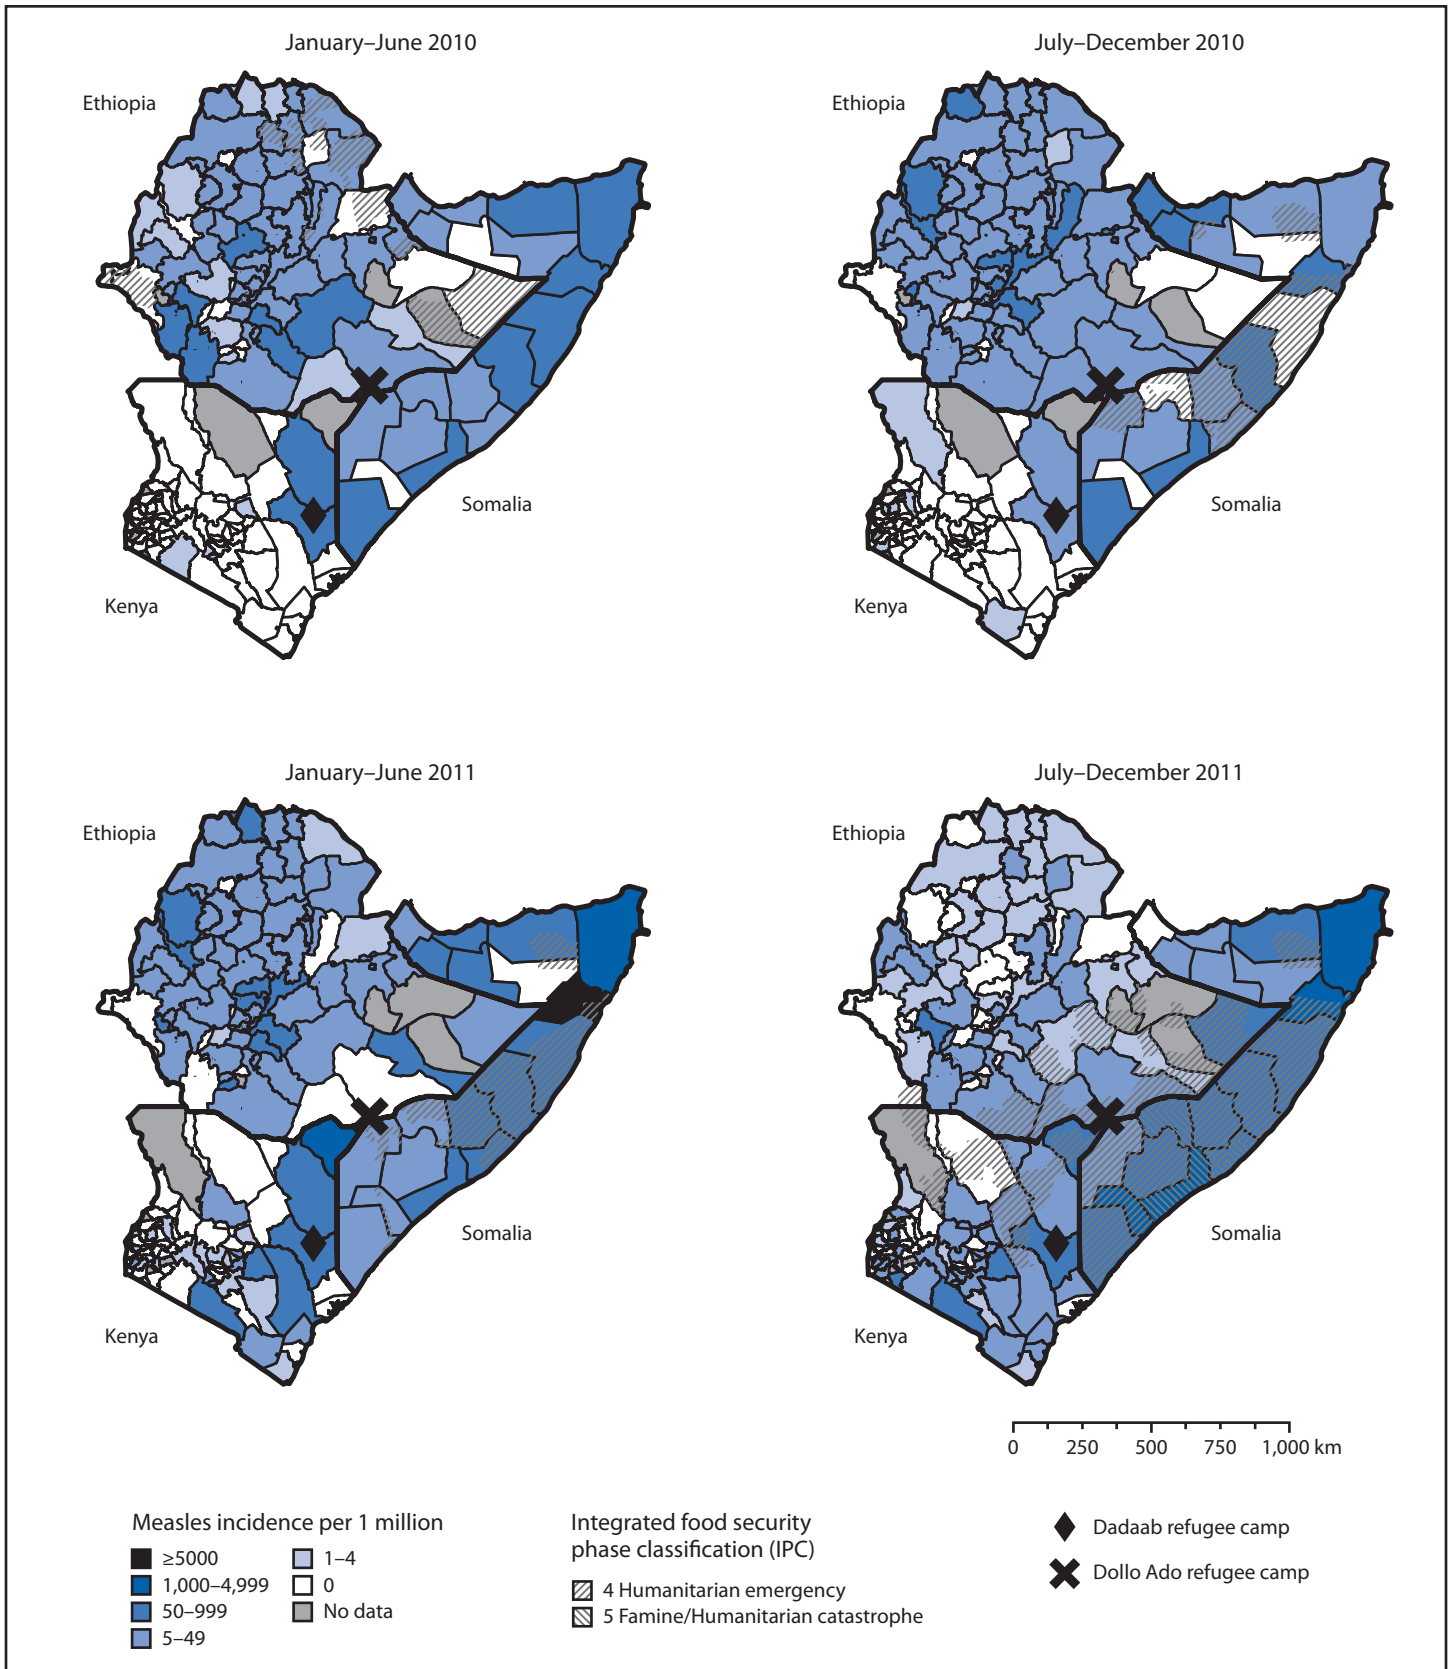 January–June 2010
July–December 2010
Ethiopia
Ethiopia
Somalia
Somalia
Kenya
Kenya
January–June 2011
July–December 2011
Ethiopia
Ethiopia
Somalia
Somalia
Kenya
Kenya
0 250 500 750 1,000 km
Measles incidence per 1 million
≥5000
1,000–4,999
50–999
5–49
1–4
0
No data
Integrated food security
phase classification (IPC)
4 Humanitarian emergency
5 Famine/Humanitarian catastrophe
Dadaab refugee camp
Dollo Ado refugee camp